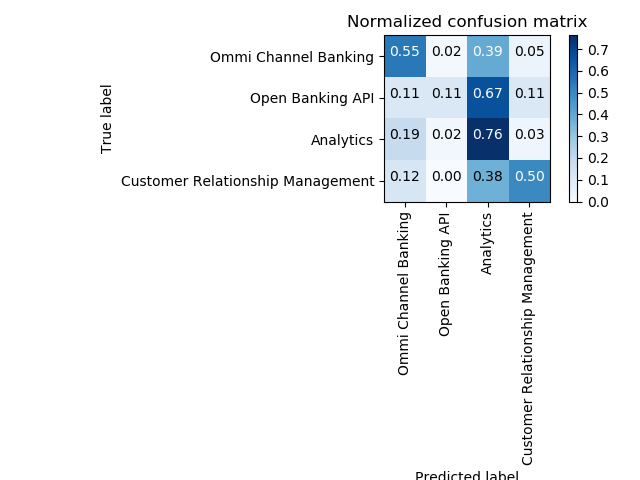 Normalized confusion matrix
True label
Ommi Channel Banking 0.55 0.02 0.39 0.05
Open Banking API 0.11 0.11 0.67 0.11
Analytics 0.19 0.02 0.76 0.03
Customer Relationship Management 0.12 0.00 0.38 0.50
Ommi Channel Banking
Open Banking API
Analytics
Customer Relationship Management
Predicted label
0.7
0.6
0.5
0.4
0.3
0.2
0.1
0.0